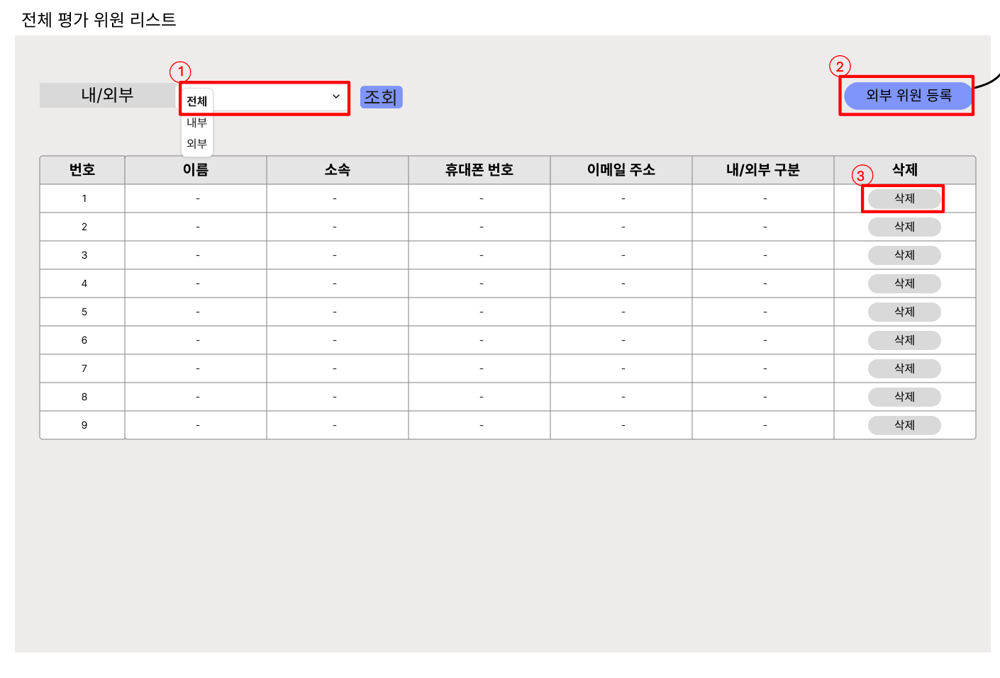 전체 평가 위원 리스트
① ②
내/외부 전체 조회 외부 위원 등록
내부
외부
번호 이름 소속 휴대폰 번호 이메일 주소 내/외부 구분 삭제
③
1 - - - - - 삭제
2 - - - - - 삭제
3 - - - - - 삭제
4 - - - - - 삭제
5 - - - - - 삭제
6 - - - - - 삭제
7 - - - - - 삭제
8 - - - - - 삭제
9 - - - - - 삭제